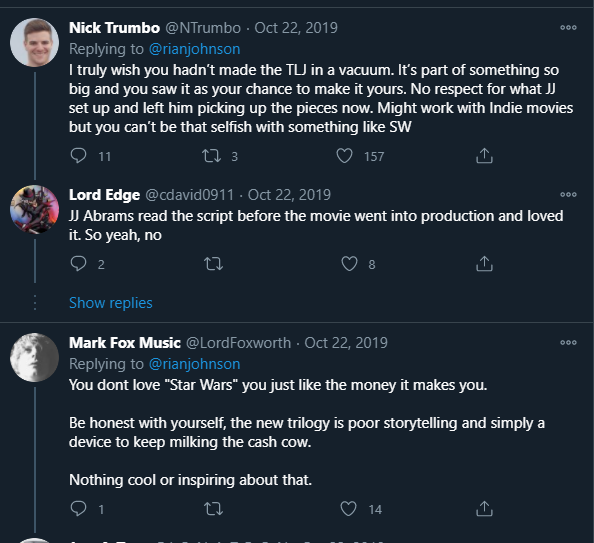 Nick Trumbo @NTrumbo · Oct 22, 2019
Replying to @rianjohnson
I truly wish you hadn't made the TLJ in a vacuum. It's part of something so
big and you saw it as your chance to make it yours. No respect for what JJ
set up and left him picking up the pieces now. Might work with Indie movies
but you can't be that selfish with something like SW
11 3 157
Lord Edge @cdavid0911 · Oct 22, 2019
JJ Abrams read the script before the movie went into production and loved
it. So yeah, no
2 8
Show replies
Mark Fox Music @LordFoxworth · Oct 22, 2019
Replying to @rianjohnson
You dont love "Star Wars" you just like the money it makes you.
Be honest with yourself, the new trilogy is poor storytelling and simply a
device to keep milking the cash cow.
Nothing cool or inspiring about that.
1 14